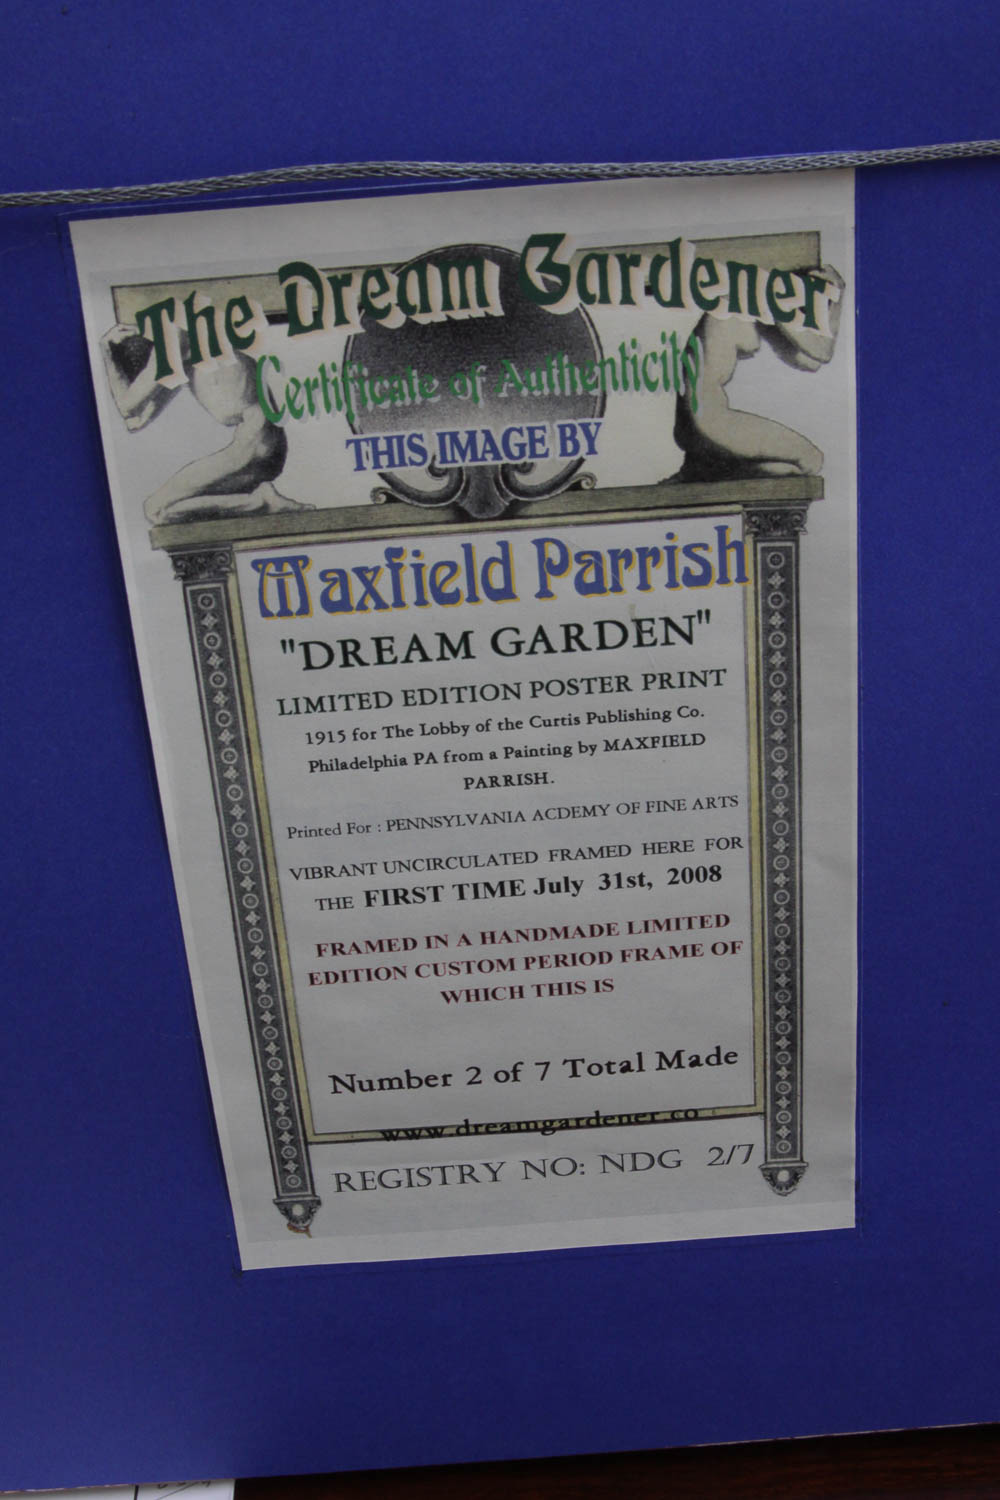 The Dream Gardener
Certificate of Authenticity
THIS IMAGE BY
Maxfield Parrish
"DREAM GARDEN"
LIMITED EDITION POSTER PRINT
1915 for The Lobby of the Curtis Publishing Co.
Philadelphia PA from a Painting by MAXFIELD
PARRISH.
Printed For : PENNSYLVANIA ACDEMY OF FINE ARTS
VIBRANT UNCIRCULATED FRAMED HERE FOR
THE FIRST TIME July 31st, 2008
FRAMED IN A HANDMADE LIMITED
EDITION CUSTOM PERIOD FRAME OF
WHICH THIS IS
Number 2 of 7 Total Made
www.dreamgardener.co
REGISTRY NO: NDG 2/7